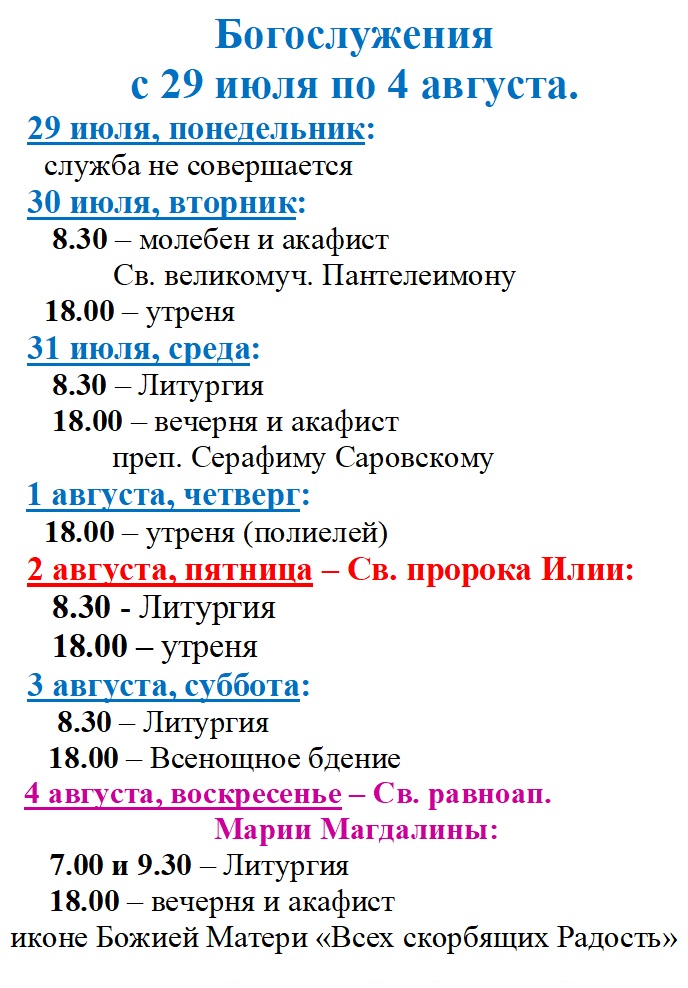 Богослужения
с 29 июля по 4 августа.
29 июля, понедельник:
служба не совершается
30 июля, вторник:
8.30 – молебен и акафист
Св. великомуч. Пантелеимону
18.00 – утреня
31 июля, среда:
8.30 – Литургия
18.00 – вечерня и акафист
преп. Серафиму Саровскому
1 августа, четверг:
18.00 – утреня (полиелей)
2 августа, пятница – Св. пророка Илии:
8.30 - Литургия
18.00 – утреня
3 августа, суббота:
8.30 – Литургия
18.00 – Всенощное бдение
4 августа, воскресенье – Св. равноап.
Марии Магдалины:
7.00 и 9.30 – Литургия
18.00 – вечерня и акафист
иконе Божией Матери «Всех скорбящих Радость»